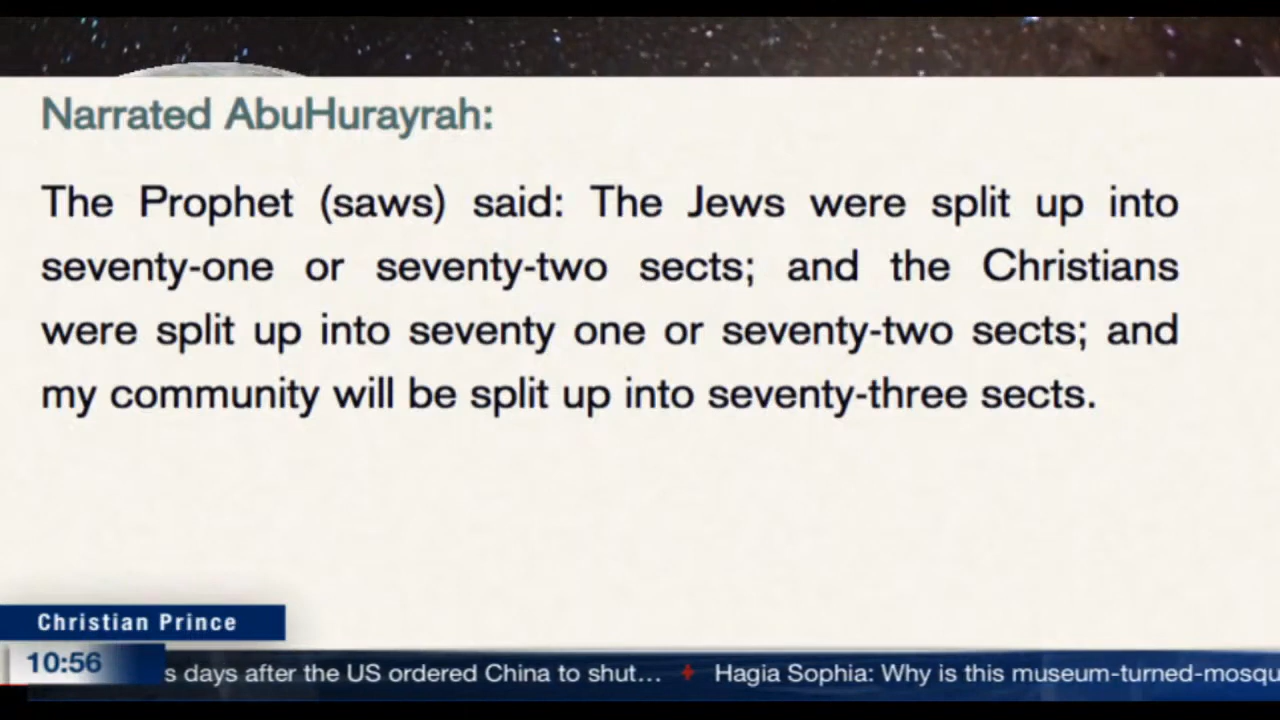 Narrated AbuHurayrah:
The Prophet (saws) said: The Jews were split up into
seventy-one or seventy-two sects; and the Christians
were split up into seventy one or seventy-two sects; and
my community will be split up into seventy-three sects.
Christian Prince
10:56
s days after the US ordered China to shut... Hagia Sophia: Why is this museum-turned-mosqu